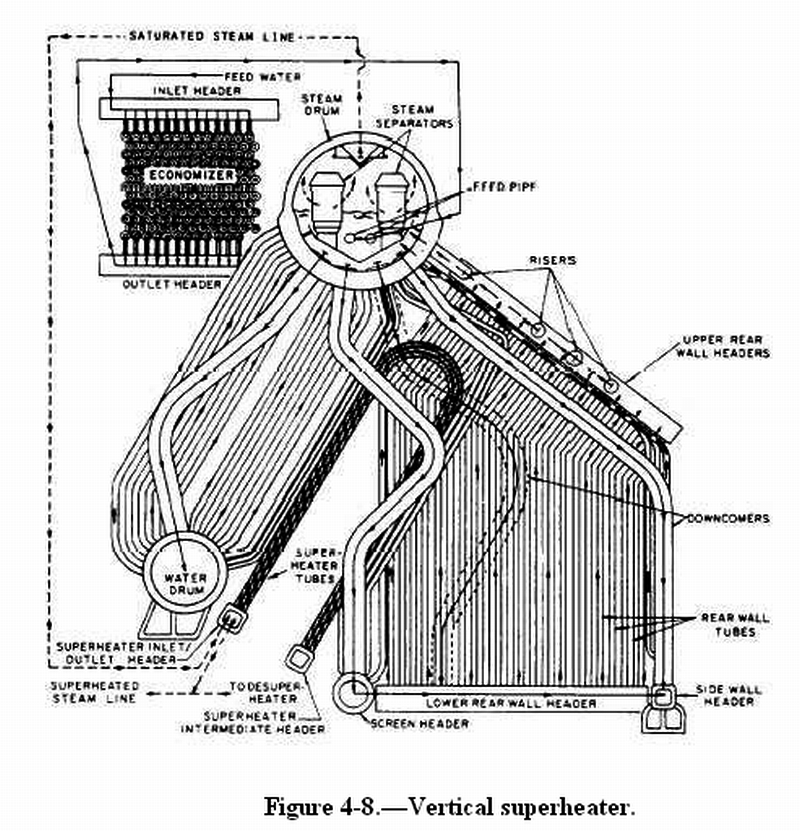 SATURATED STEAM LINE
FEED WATER
INLET HEADER
STEAM
DRUM
STEAM
SEPARATORS
ECONOMIZER
FEED PIPE
OUTLET HEADER
RISERS
UPPER REAR
WALL HEADERS
DOWNCOMERS
SUPER-
HEATER
TUBES
WATER
DRUM
REAR WALL
TUBES
SUPERHEATER INLET/
OUTLET HEADER
SUPERHEATED
STEAM LINE
TO DESUPER-
HEATER
SUPERHEATER
INTERMEDIATE HEADER
SCREEN HEADER
LOWER REAR WALL HEADER
SIDE WALL
HEADER
Figure 4-8.—Vertical superheater.